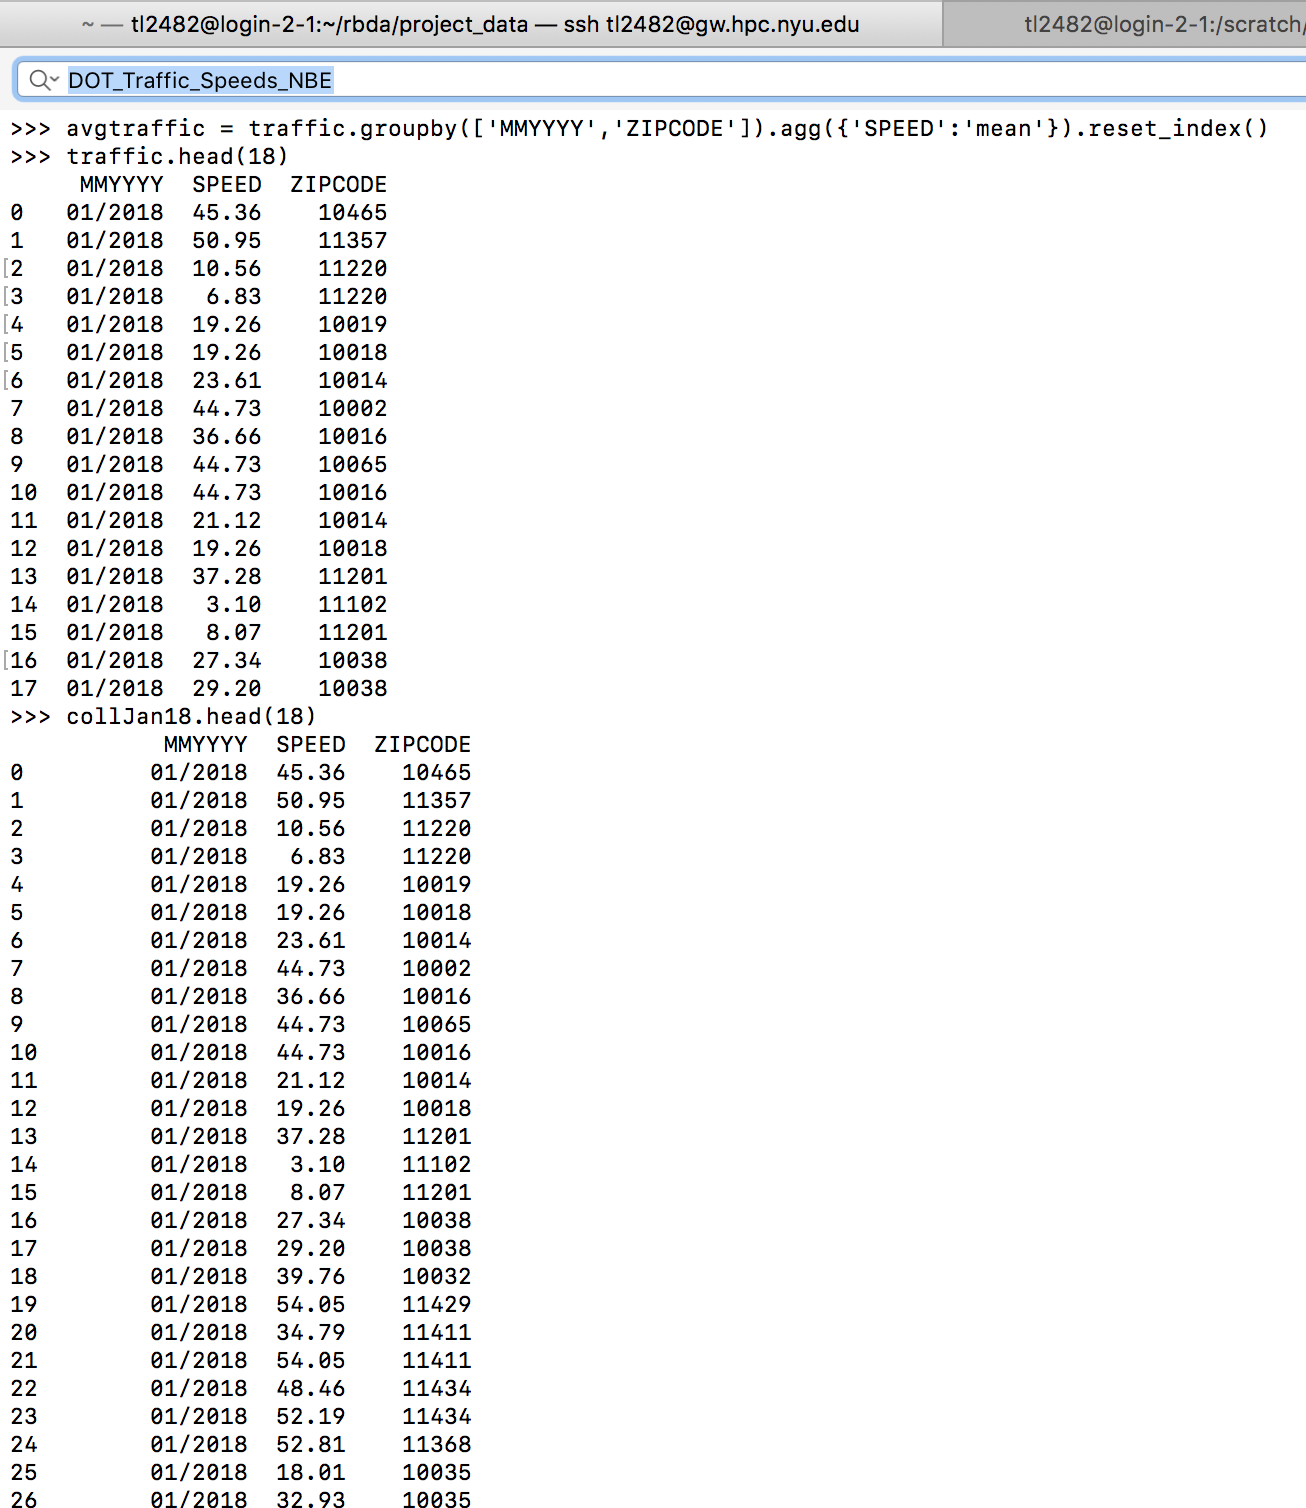 ~ — tl2482@login-2-1:~/rbda/project_data — ssh tl2482@gw.hpc.nyu.edu
tl2482@login-2-1:/scratch/
DOT_Traffic_Speeds_NBE
>>> avgtraffic = traffic.groupby(['MMYYYY','ZIPCODE']).agg({'SPEED':'mean'}).reset_index()
>>> traffic.head(18)
MMYYYY SPEED ZIPCODE
0 01/2018 45.36 10465
1 01/2018 50.95 11357
[2 01/2018 10.56 11220
[3 01/2018 6.83 11220
[4 01/2018 19.26 10019
[5 01/2018 19.26 10018
[6 01/2018 23.61 10014
7 01/2018 44.73 10002
8 01/2018 36.66 10016
9 01/2018 44.73 10065
10 01/2018 44.73 10016
11 01/2018 21.12 10014
12 01/2018 19.26 10018
13 01/2018 37.28 11201
14 01/2018 3.10 11102
15 01/2018 8.07 11201
[16 01/2018 27.34 10038
17 01/2018 29.20 10038
>>> collJan18.head(18)
MMYYYY SPEED ZIPCODE
0 01/2018 45.36 10465
1 01/2018 50.95 11357
2 01/2018 10.56 11220
3 01/2018 6.83 11220
4 01/2018 19.26 10019
5 01/2018 19.26 10018
6 01/2018 23.61 10014
7 01/2018 44.73 10002
8 01/2018 36.66 10016
9 01/2018 44.73 10065
10 01/2018 44.73 10016
11 01/2018 21.12 10014
12 01/2018 19.26 10018
13 01/2018 37.28 11201
14 01/2018 3.10 11102
15 01/2018 8.07 11201
16 01/2018 27.34 10038
17 01/2018 29.20 10038
18 01/2018 39.76 10032
19 01/2018 54.05 11429
20 01/2018 34.79 11411
21 01/2018 54.05 11411
22 01/2018 48.46 11434
23 01/2018 52.19 11434
24 01/2018 52.81 11368
25 01/2018 18.01 10035
26 01/2018 32.93 10035